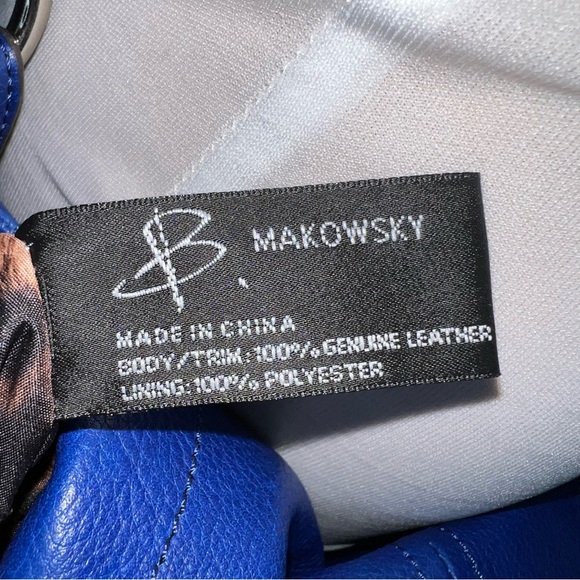 B. MAKOWSKY
MADE IN CHINA
BODY/TRIM: 100% GENUINE LEATHER
LINING: 100% POLYESTER